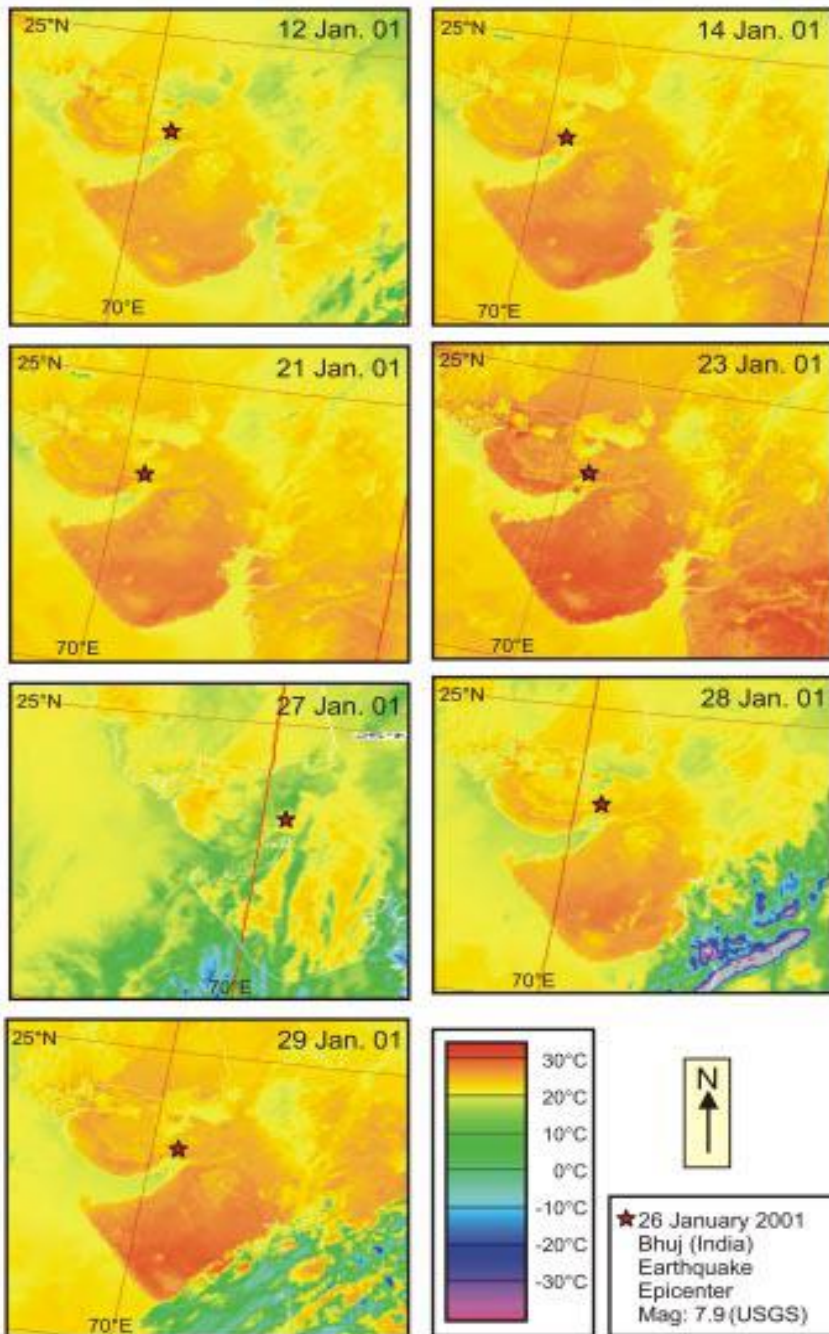 25°N
12 Jan. 01
70°E
25°N
14 Jan. 01
70°E
25°N
21 Jan. 01
70°E
25°N
23 Jan. 01
70°E
25°N
27 Jan. 01
70°E
25°N
28 Jan. 01
70°E
25°N
29 Jan. 01
70°E
30°C
20°C
10°C
0°C
-10°C
-20°C
-30°C
N
26 January 2001
Bhuj (India)
Earthquake
Epicenter
Mag: 7.9 (USGS)